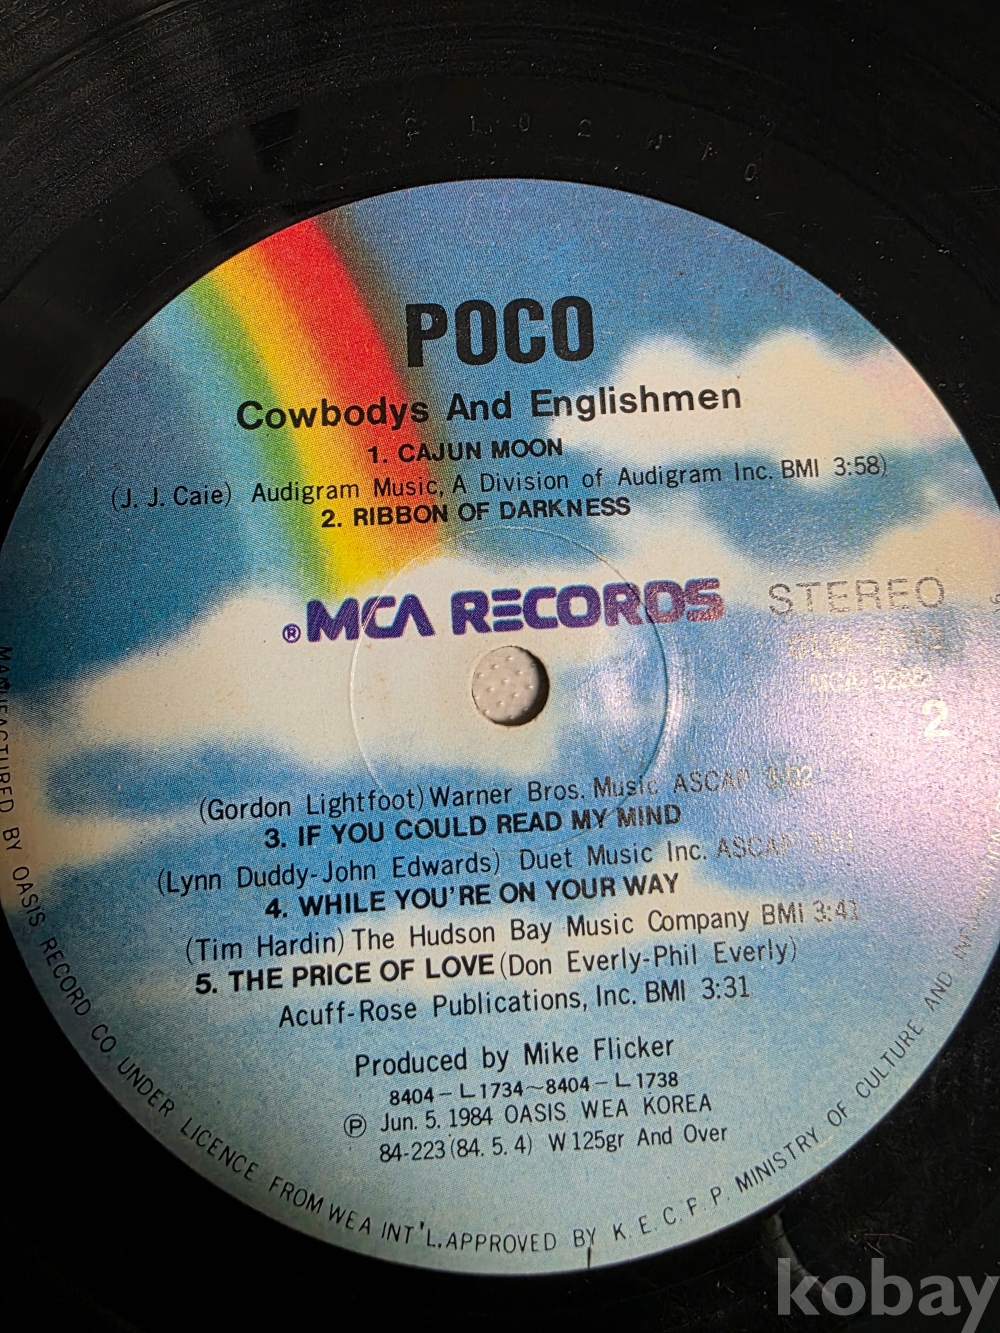 POCO
Cowbodys And Englishmen
1. CAJUN MOON
(J. J. Caie) Audigram Music, A Division of Audigram Inc. BMI 3:58)
2. RIBBON OF DARKNESS
® MCA RECORDS
STEREO
2
(Gordon Lightfoot) Warner Bros. Music ASCAP
3. IF YOU COULD READ MY MIND
(Lynn Duddy-John Edwards) Duet Music Inc. ASCAP
4. WHILE YOU'RE ON YOUR WAY
(Tim Hardin) The Hudson Bay Music Company BMI 3:41
5. THE PRICE OF LOVE (Don Everly-Phil Everly)
Acuff-Rose Publications, Inc. BMI 3:31
Produced by Mike Flicker
8404-L1734~8404-L1738
Ⓟ Jun. 5. 1984 OASIS WEA KOREA
84-223 (84. 5. 4) W125gr And Over
MANUFACTURED BY OASIS RECORD CO. UNDER LICENCE FROM WEA INT'L. APPROVED BY K. E. C. F. P. MINISTRY OF CULTURE AND
kobay